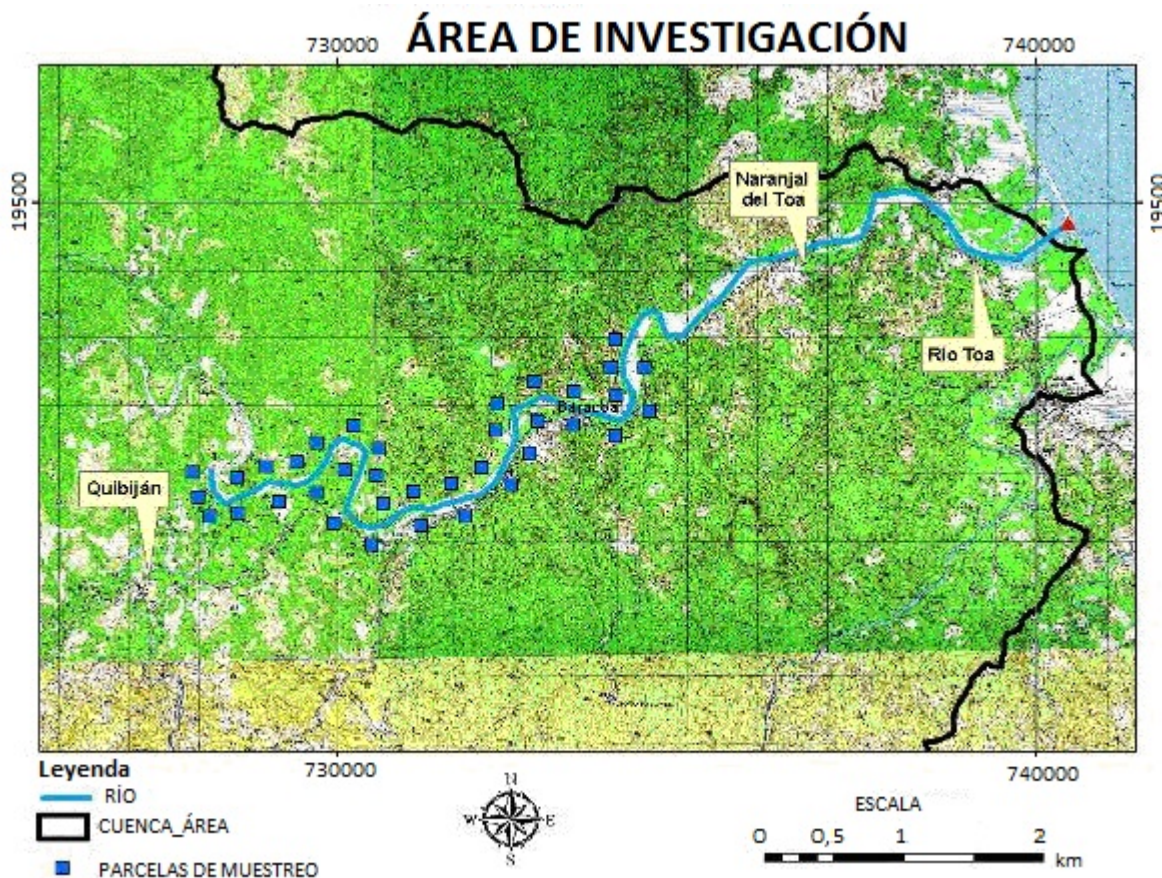 ÁREA DE INVESTIGACIÓN
730000
740000
19500
19500
Naranjal
del Toa
Río Toa
Baracoa
Quibiján
730000
740000
Leyenda
RÍO
CUENCA_ÁREA
PARCELAS DE MUESTREO
N
W
E
S
ESCALA
0 0,5 1 2
km